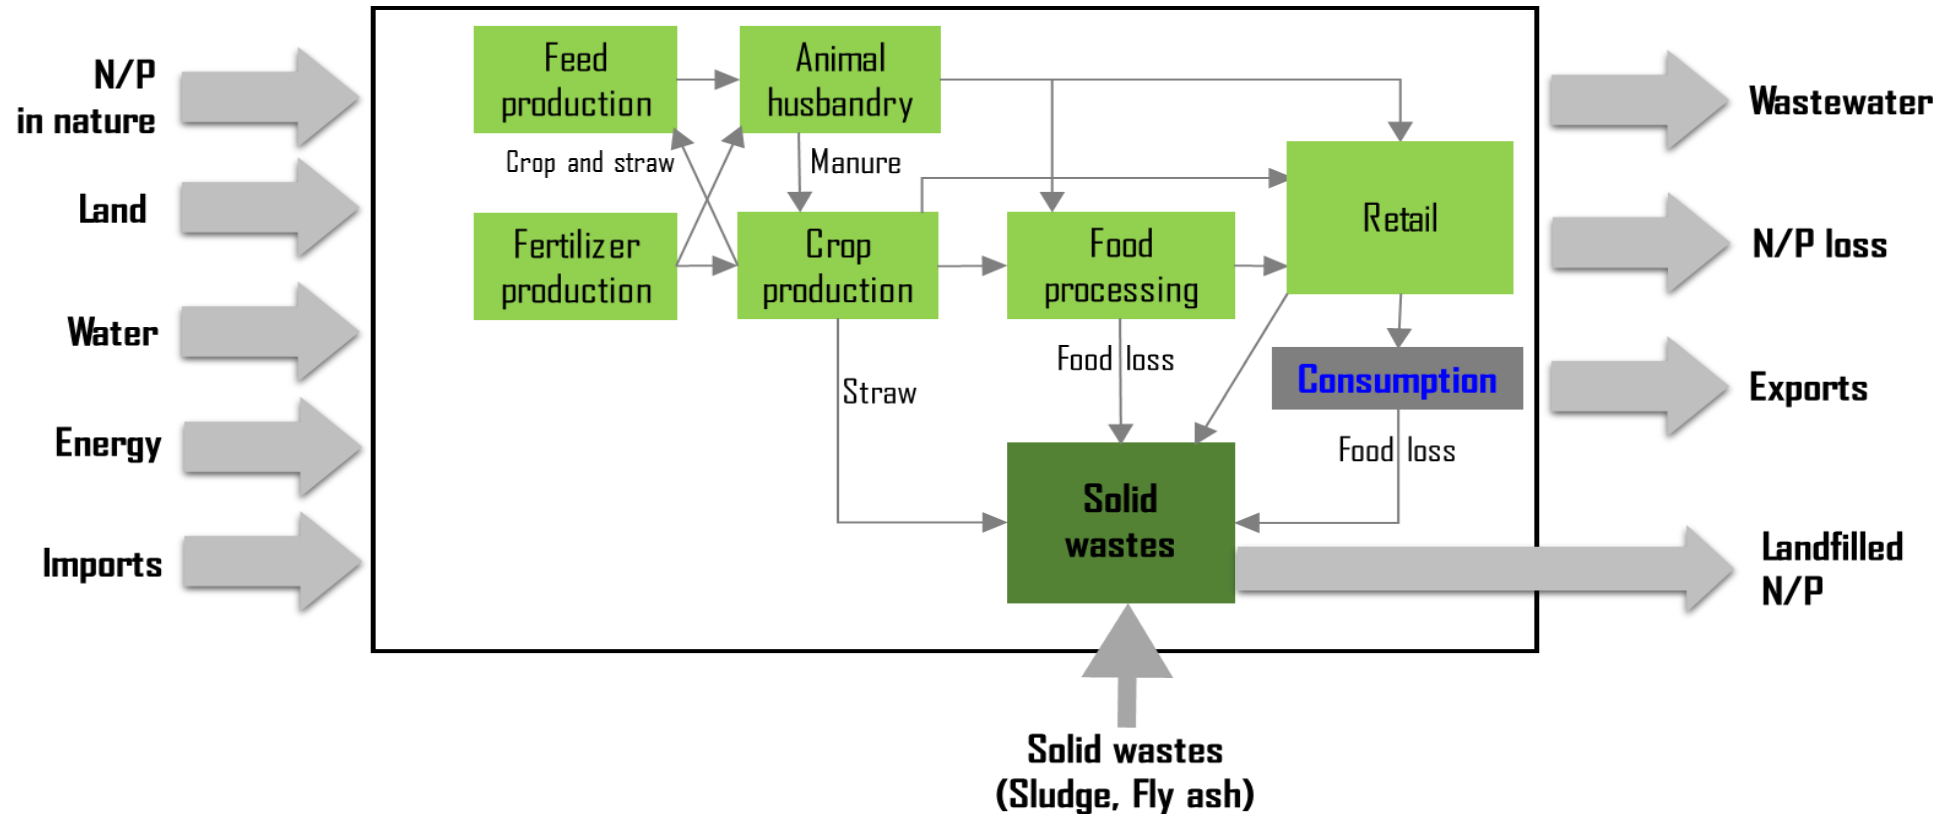 N/P
in nature
Land
Water
Energy
Imports
Feed
production
Animal
husbandry
Crop and straw
Manure
Fertilizer
production
Crop
production
Food
processing
Retail
Straw
Food loss
Consumption
Food loss
Solid
wastes
Wastewater
N/P loss
Exports
Landfilled
N/P
Solid wastes
(Sludge, Fly ash)